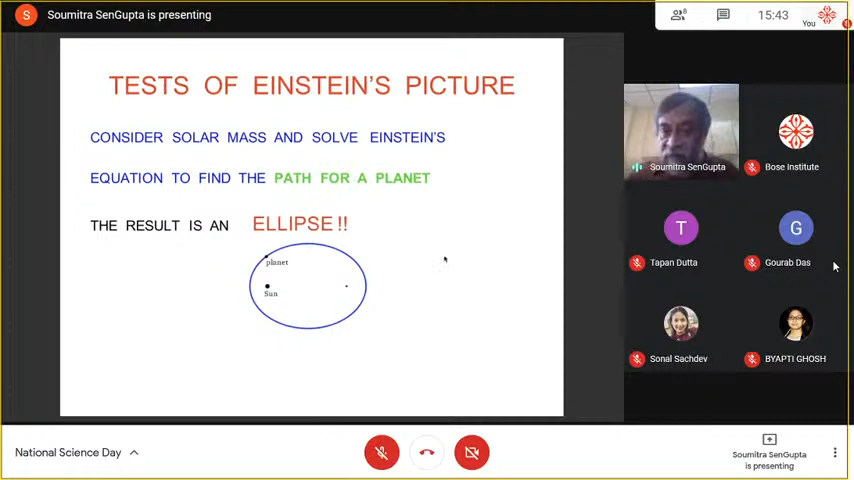 S Soumitra SenGupta is presenting
8
15:43
You
TESTS OF EINSTEIN'S PICTURE
CONSIDER SOLAR MASS AND SOLVE EINSTEIN'S
EQUATION TO FIND THE PATH FOR A PLANET
THE RESULT IS AN ELLIPSE !!
planet
Sun
Soumitra SenGupta
Bose Institute
T
G
Tapan Dutta
Gourab Das
Sonal Sachdev
BYAPTI GHOSH
National Science Day
Soumitra SenGupta
is presenting